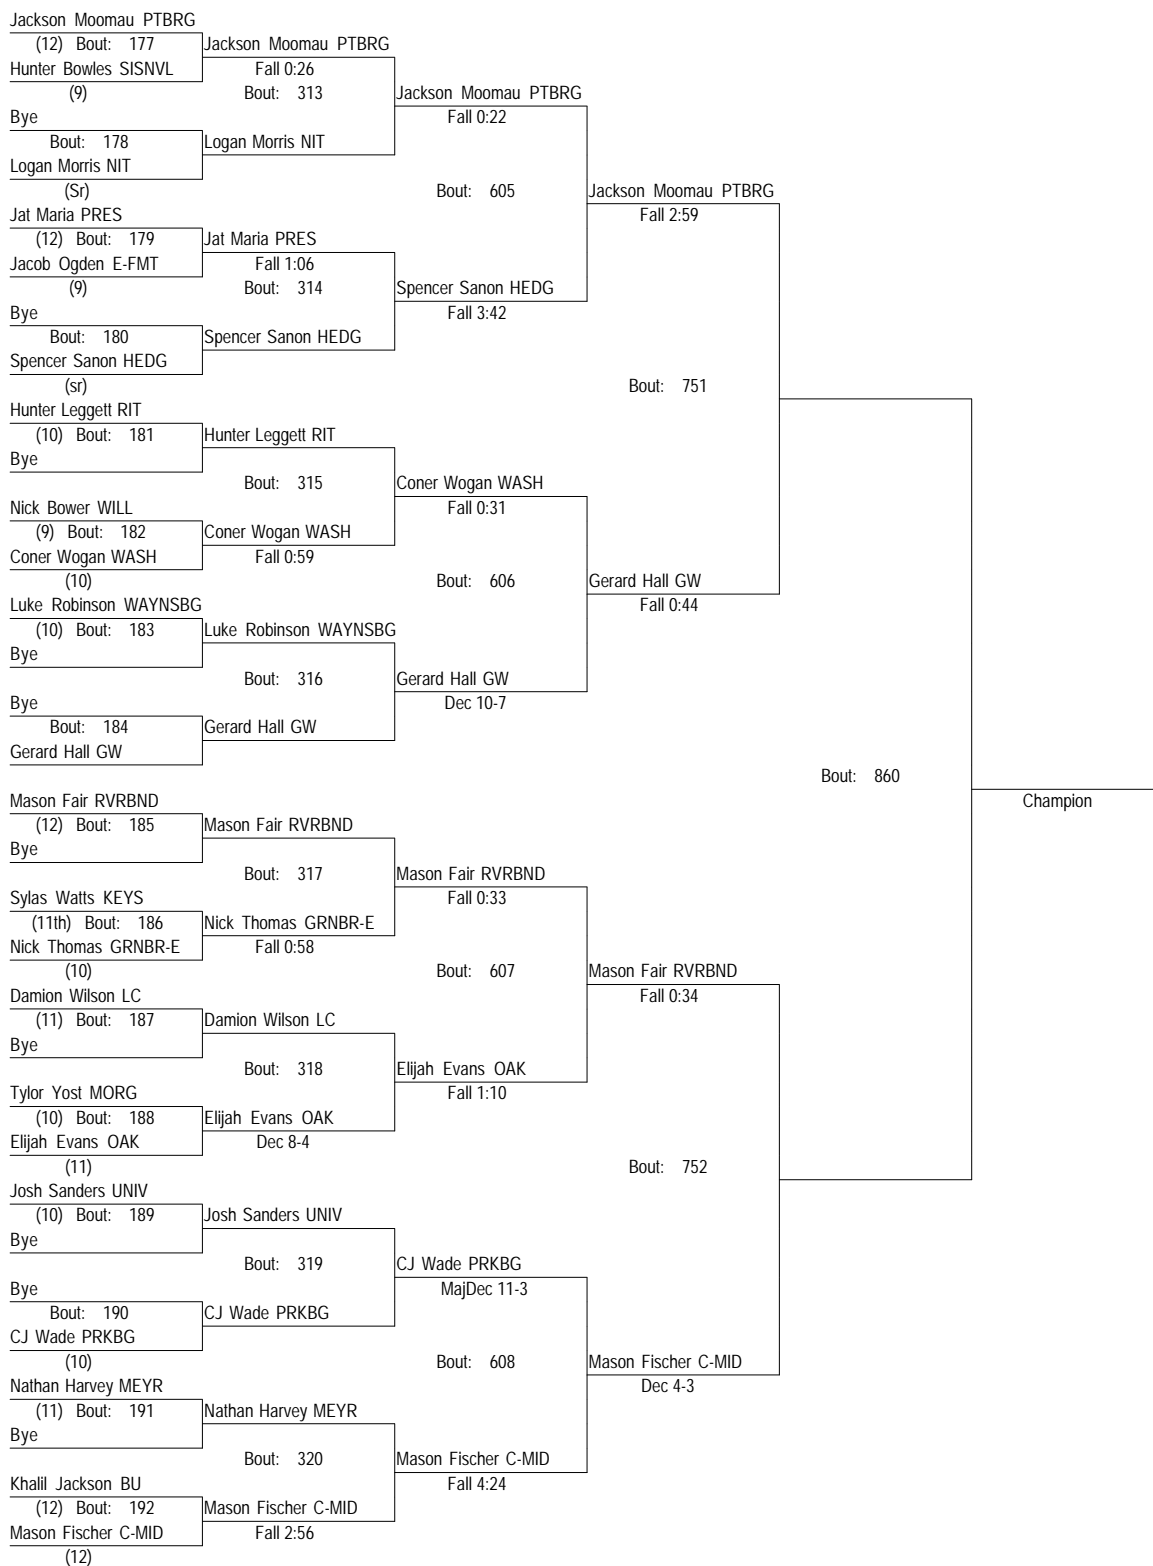 Jackson Moomau PTBRG
(12) Bout: 177
Hunter Bowles SISNVL
(9)
Bye
Bout: 178
Logan Morris NIT
(Sr)
Jat Maria PRES
(12) Bout: 179
Jacob Ogden E-FMT
(9)
Bye
Bout: 180
Spencer Sanon HEDG
(sr)
Hunter Leggett RIT
(10) Bout: 181
Bye
Nick Bower WILL
(9) Bout: 182
Coner Wogan WASH
(10)
Luke Robinson WAYNSBG
(10) Bout: 183
Bye
Bye
Bout: 184
Gerard Hall GW
Mason Fair RVRBND
(12) Bout: 185
Bye
Sylas Watts KEYS
(11th) Bout: 186
Nick Thomas GRNBR-E
(10)
Damion Wilson LC
(11) Bout: 187
Bye
Tylor Yost MORG
(10) Bout: 188
Elijah Evans OAK
(11)
Josh Sanders UNIV
(10) Bout: 189
Bye
Bye
Bout: 190
CJ Wade PRKBG
(10)
Nathan Harvey MEYR
(11) Bout: 191
Bye
Khalil Jackson BU
(12) Bout: 192
Mason Fischer C-MID
(12)
Jackson Moomau PTBRG
Fall 0:26
Bout: 313
Logan Morris NIT
Jat Maria PRES
Fall 1:06
Bout: 314
Spencer Sanon HEDG
Hunter Leggett RIT
Bout: 315
Coner Wogan WASH
Fall 0:59
Luke Robinson WAYNSBG
Bout: 316
Gerard Hall GW
Mason Fair RVRBND
Bout: 317
Nick Thomas GRNBR-E
Fall 0:58
Damion Wilson LC
Bout: 318
Elijah Evans OAK
Dec 8-4
Josh Sanders UNIV
Bout: 319
CJ Wade PRKBG
Nathan Harvey MEYR
Bout: 320
Mason Fischer C-MID
Fall 2:56
Jackson Moomau PTBRG
Fall 0:22
Bout: 605
Spencer Sanon HEDG
Fall 3:42
Coner Wogan WASH
Fall 0:31
Bout: 606
Gerard Hall GW
Dec 10-7
Mason Fair RVRBND
Fall 0:33
Bout: 607
Elijah Evans OAK
Fall 1:10
CJ Wade PRKBG
MajDec 11-3
Bout: 608
Mason Fischer C-MID
Fall 4:24
Jackson Moomau PTBRG
Fall 2:59
Bout: 751
Gerard Hall GW
Fall 0:44
Mason Fair RVRBND
Fall 0:34
Bout: 752
Mason Fischer C-MID
Dec 4-3
Bout: 860
Champion